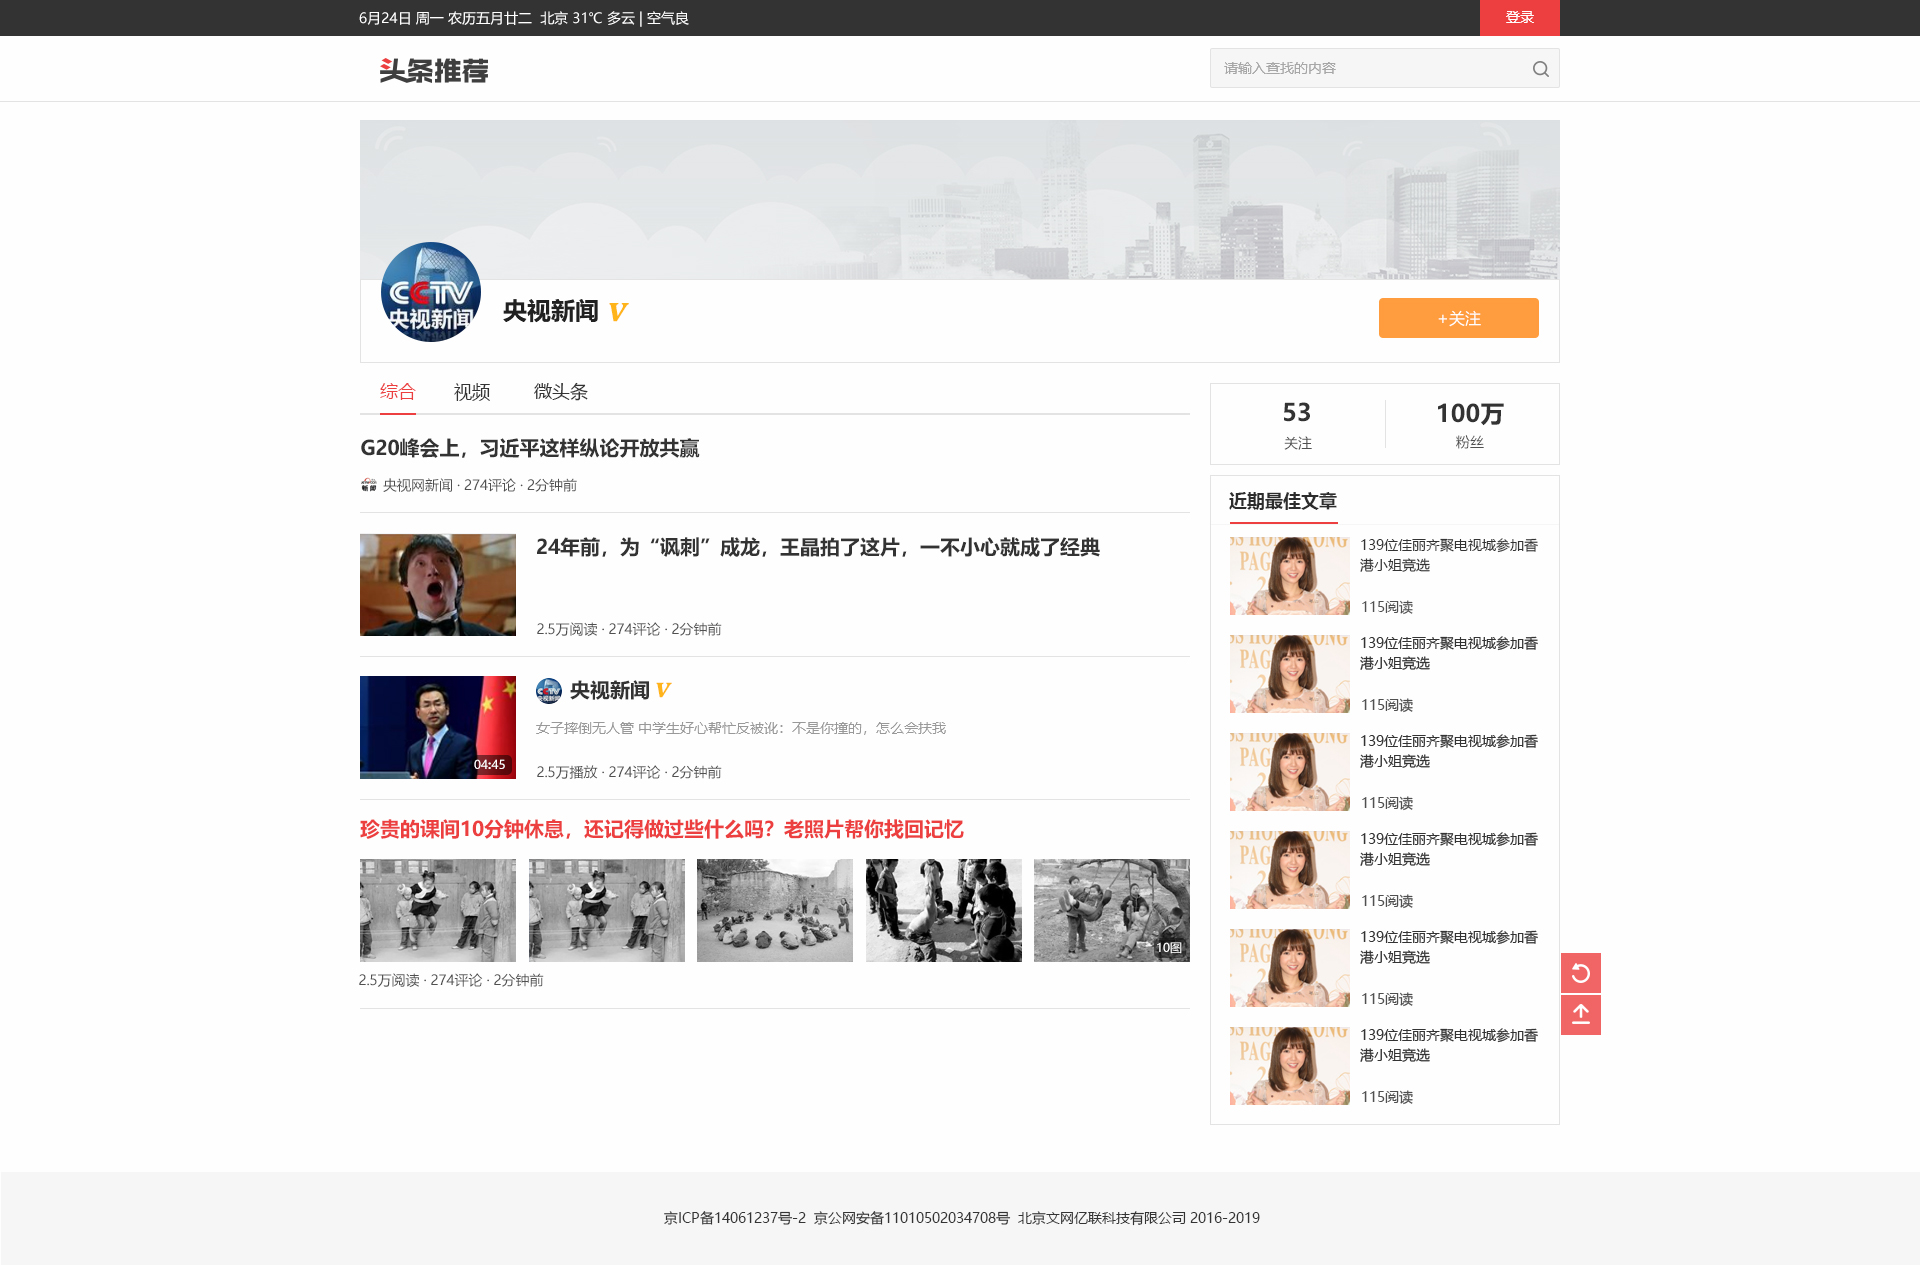 6月24日 周一 农历五月廿二 北京 31℃ 多云 | 空气良
登录
头条推荐
请输入查找的内容
CCTV
央视新闻
央视新闻 V
+关注
综合 视频 微头条
53
关注
100万
粉丝
G20峰会上，习近平这样纵论开放共赢
央视网新闻 · 274评论 · 2分钟前
24年前，为“讽刺”成龙，王晶拍了这片，一不小心就成了经典
2.5万阅读 · 274评论 · 2分钟前
04:45
央视新闻 V
女子摔倒无人管 中学生好心帮忙反被讹：不是你撞的，怎么会扶我
2.5万播放 · 274评论 · 2分钟前
珍贵的课间10分钟休息，还记得做过些什么吗？老照片帮你找回记忆
10图
2.5万阅读 · 274评论 · 2分钟前
近期最佳文章
139位佳丽齐聚电视城参加香
港小姐竞选
115阅读
139位佳丽齐聚电视城参加香
港小姐竞选
115阅读
139位佳丽齐聚电视城参加香
港小姐竞选
115阅读
139位佳丽齐聚电视城参加香
港小姐竞选
115阅读
139位佳丽齐聚电视城参加香
港小姐竞选
115阅读
139位佳丽齐聚电视城参加香
港小姐竞选
115阅读
京ICP备14061237号-2 京公网安备11010502034708号 北京文网亿联科技有限公司 2016-2019